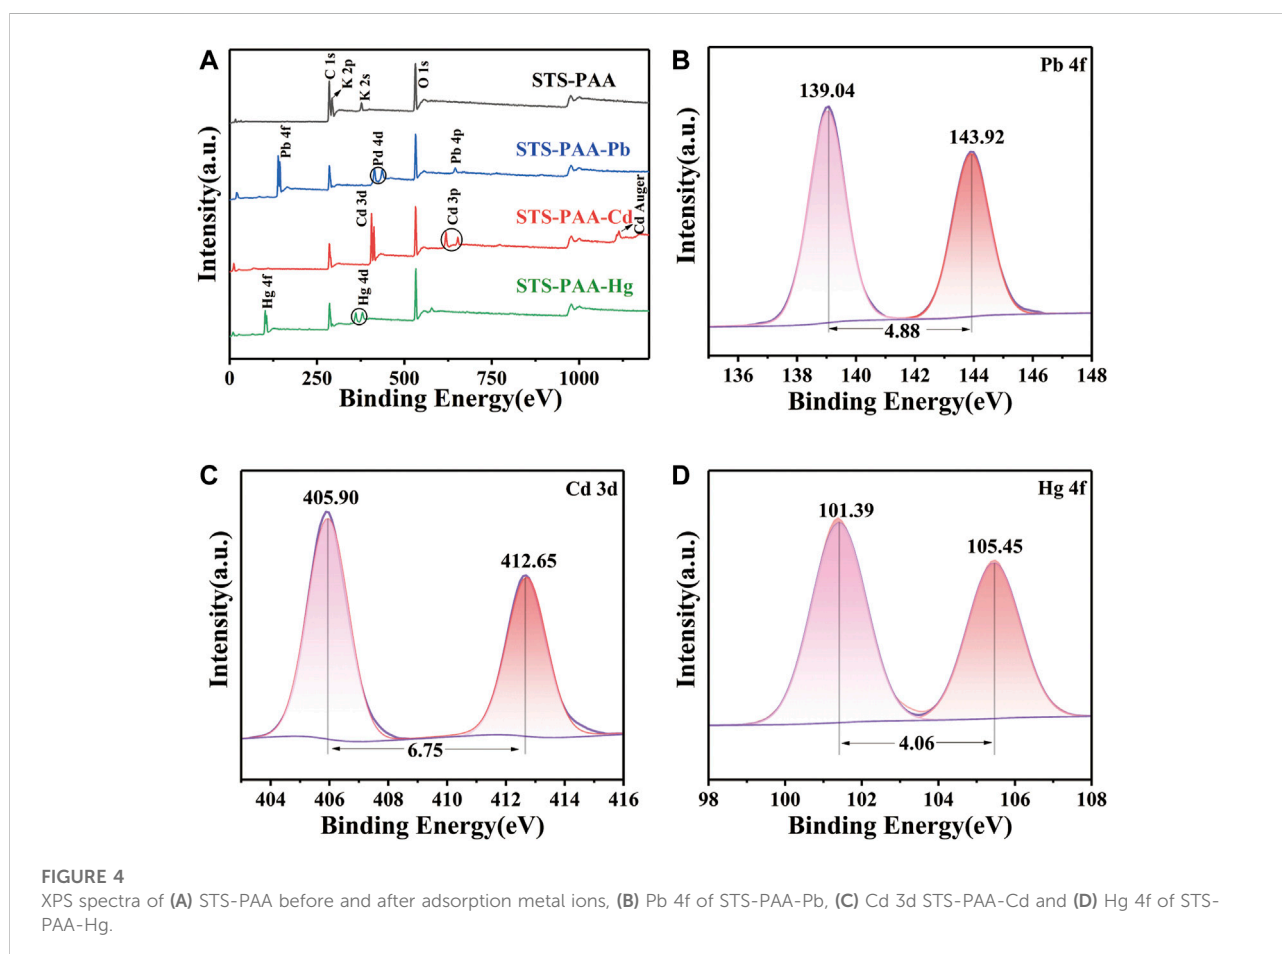 A
C 1s
K 2p
K 2s
O 1s
STS-PAA
Pb 4f
Pd 4d
Pb 4p
STS-PAA-Pb
Cd 3d
Cd 3p
STS-PAA-Cd
Cd Auger
Hg 4f
Hg 4d
STS-PAA-Hg
Intensity(a.u.)
0 250 500 750 1000
Binding Energy(eV)
B
Pb 4f
139.04
143.92
4.88
Intensity(a.u.)
136 138 140 142 144 146 148
Binding Energy(eV)
C
Cd 3d
405.90
412.65
6.75
Intensity(a.u.)
404 406 408 410 412 414 416
Binding Energy(eV)
D
Hg 4f
101.39
105.45
4.06
Intensity(a.u.)
98 100 102 104 106 108
Binding Energy(eV)
FIGURE 4
XPS spectra of (A) STS-PAA before and after adsorption metal ions, (B) Pb 4f of STS-PAA-Pb, (C) Cd 3d STS-PAA-Cd and (D) Hg 4f of STS-
PAA-Hg.